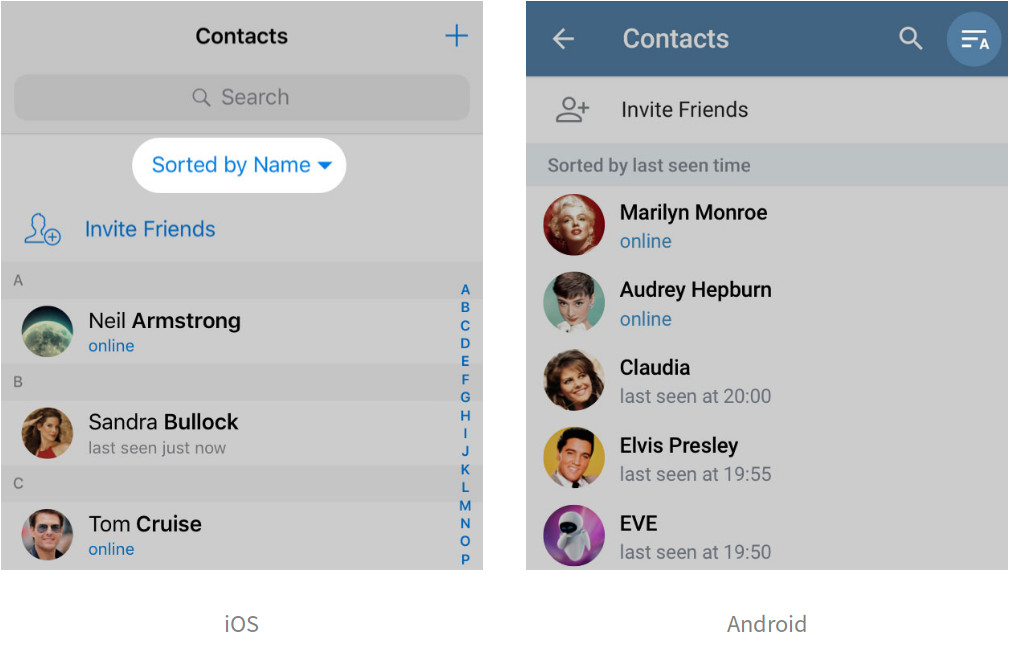 Contacts
Search
Sorted by Name
Invite Friends
A
Neil Armstrong
online
B
Sandra Bullock
last seen just now
C
Tom Cruise
online
A
B
C
D
E
F
G
H
I
J
K
L
M
N
O
P
iOS
Contacts
A
Invite Friends
Sorted by last seen time
Marilyn Monroe
online
Audrey Hepburn
online
Claudia
last seen at 20:00
Elvis Presley
last seen at 19:55
EVE
last seen at 19:50
Android